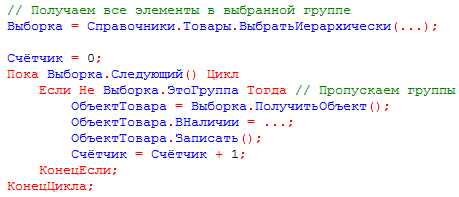 // Получаем все элементы в выбранной группе
Выборка = Справочники.Товары.ВыбратьИерархически(...);
Счётчик = 0;
Пока Выборка.Следующий() Цикл
Если Не Выборка.ЭтоГруппа Тогда // Пропускаем группы
ОбъектТовара = Выборка.ПолучитьОбъект();
ОбъектТовара.ВНаличии = ...;
ОбъектТовара.Записать();
Счётчик = Счётчик + 1;
КонецЕсли;
КонецЦикла;